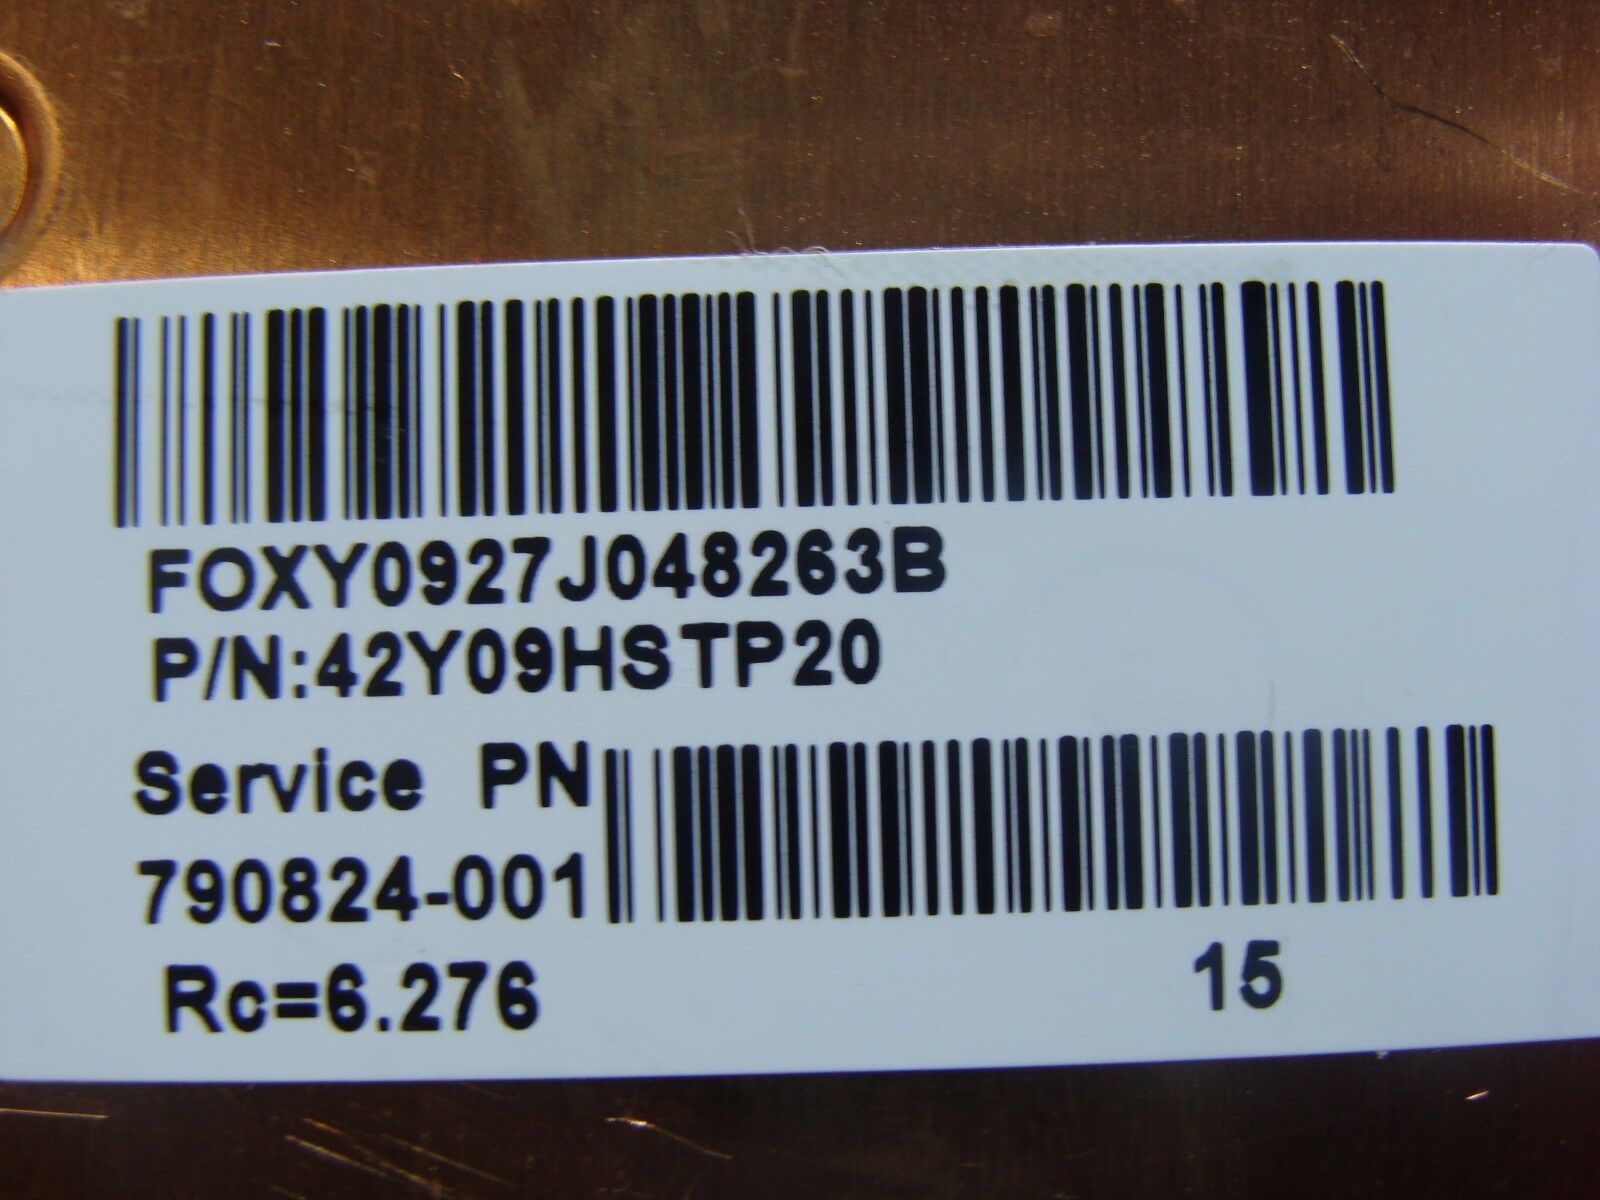 FOXY0927J048263B
P/N:42Y09HSTP20
Service PN
790824-001
Rc=6.276
15